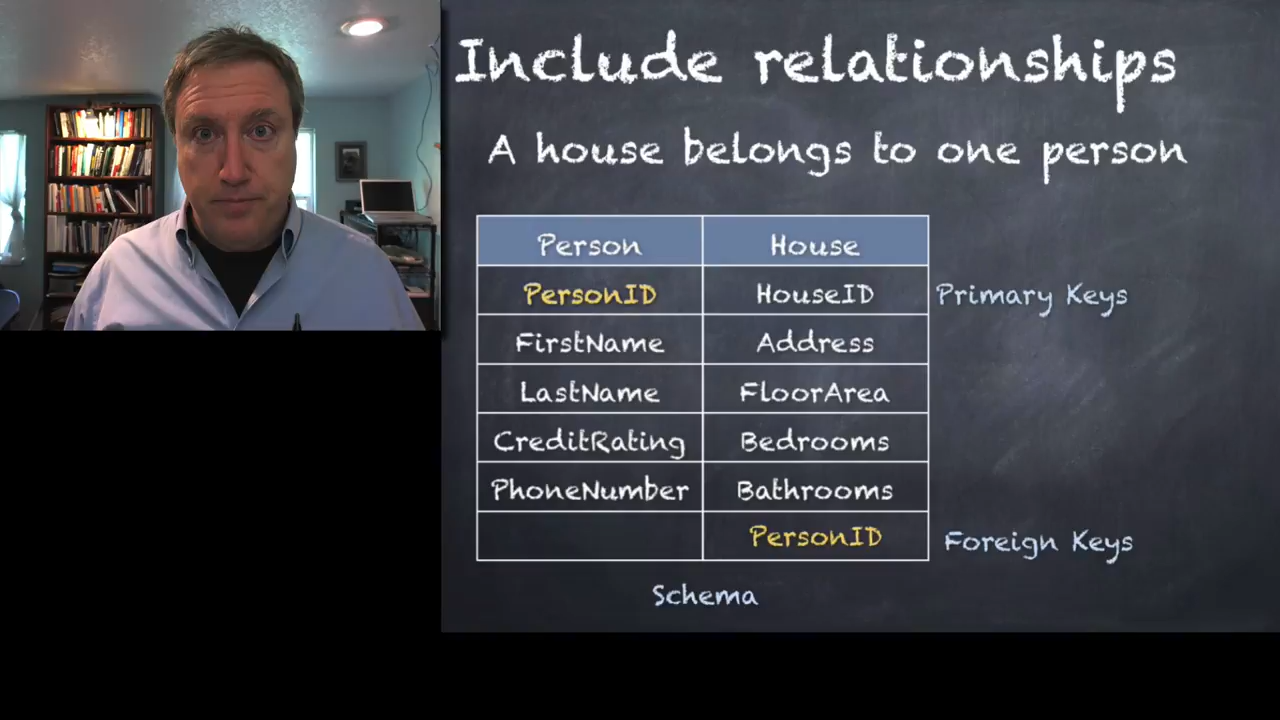 Include relationships
A house belongs to one person
Person House
PersonID HouseID Primary Keys
FirstName Address
LastName FloorArea
CreditRating Bedrooms
PhoneNumber Bathrooms
PersonID Foreign Keys
Schema